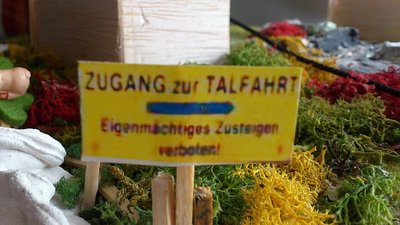 ZUGANG zur TALFAHRT
Eigenmächtiges Zusteigen
verboten!